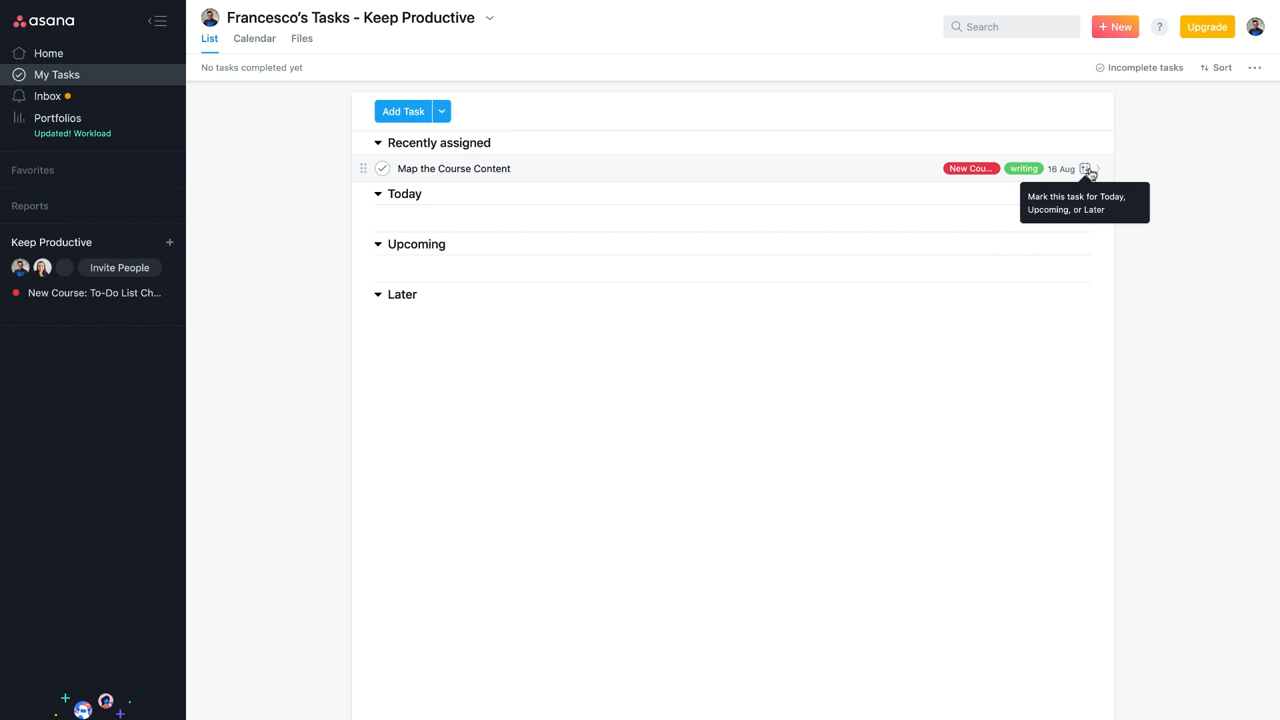 asana
Home
My Tasks
Inbox
Portfolios
Updated! Workload
Favorites
Reports
Keep Productive
Invite People
New Course: To-Do List Ch...
Francesco's Tasks - Keep Productive
List Calendar Files
Search
+ New
?
Upgrade
No tasks completed yet
Incomplete tasks
Sort
Add Task
Recently assigned
Map the Course Content
New Cou... writing 16 Aug
Mark this task for Today,
Upcoming, or Later
Today
Upcoming
Later